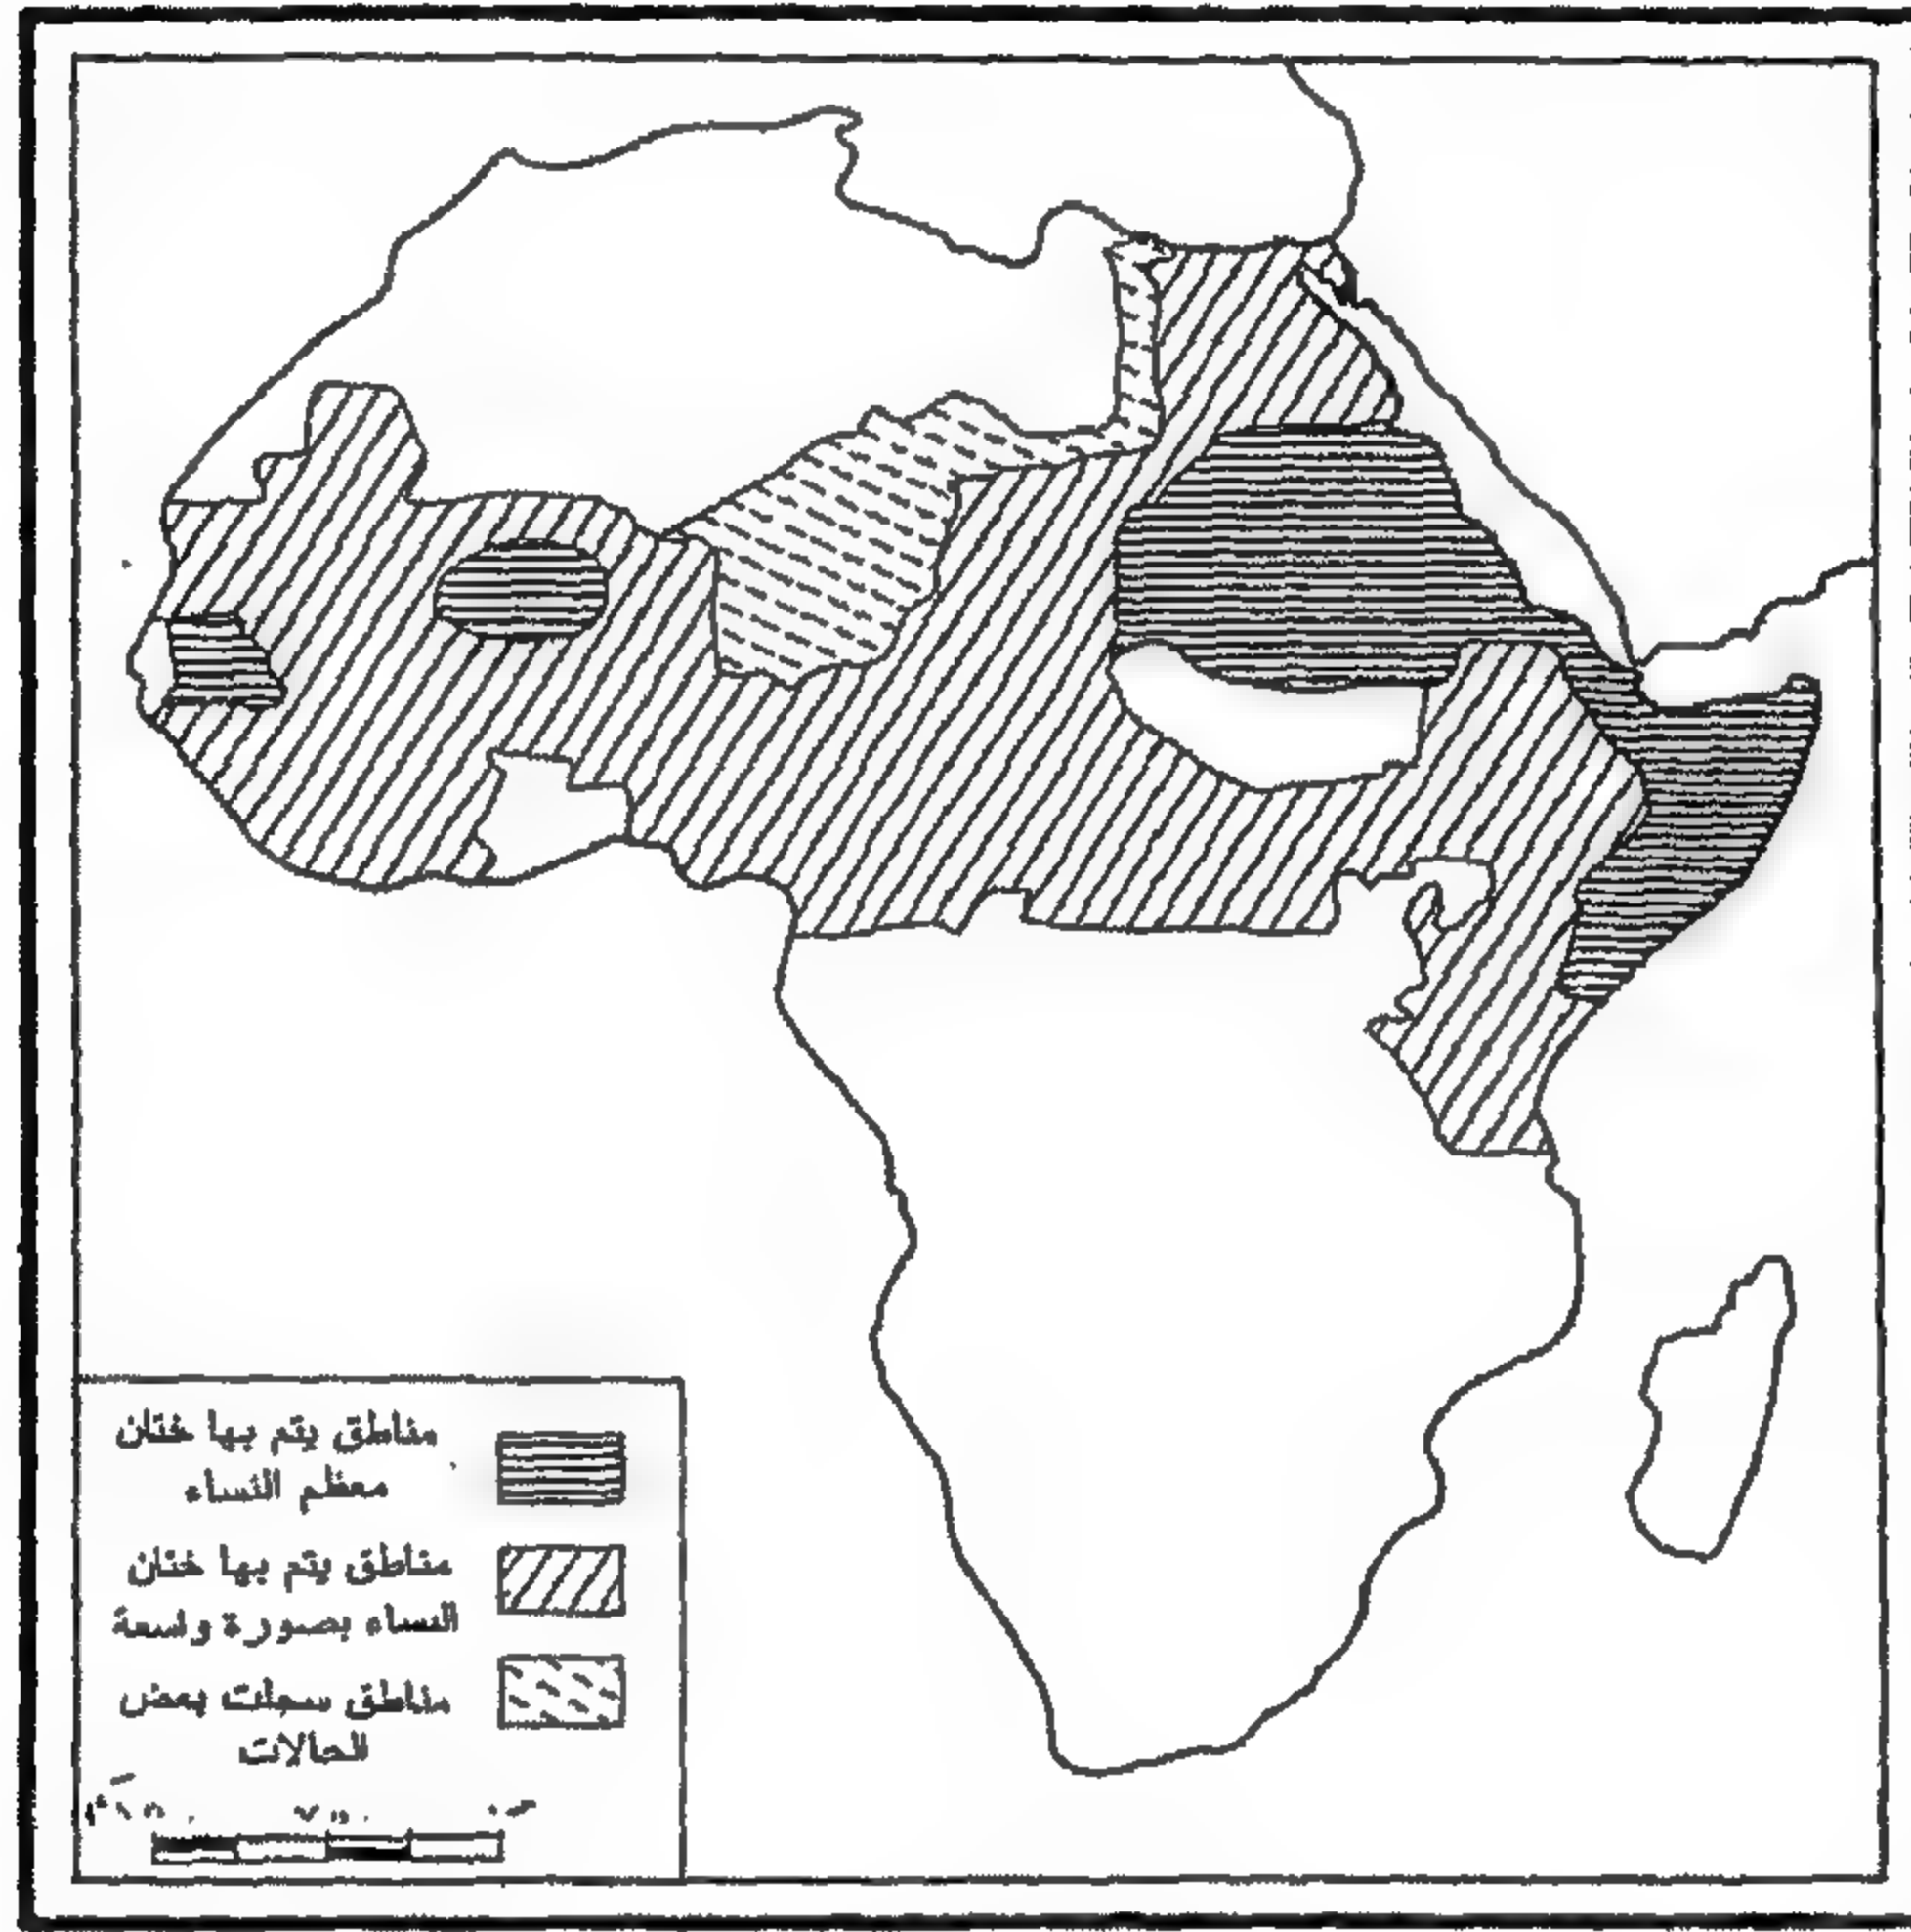 مناطق يتم بها ختان
معظم النساء
مناطق يتم بها ختان
النساء بصورة واسعة
مناطق سجلت بعض
الحالات